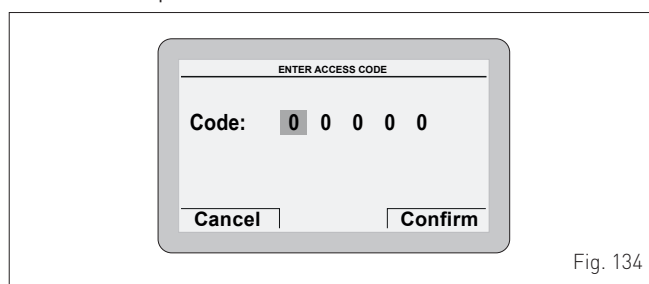 ENTER ACCESS CODE
Code: 0 0 0 0 0
Cancel Confirm
Fig. 134